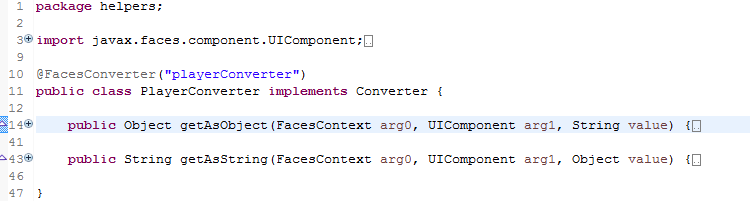 1 package helpers;
2
3 import javax.faces.component.UIComponent;
9
10 @FacesConverter("playerConverter")
11 public class PlayerConverter implements Converter {
12
14 public Object getAsObject(FacesContext arg0, UIComponent arg1, String value) {
41
43 public String getAsString(FacesContext arg0, UIComponent arg1, Object value) {
46
47 }